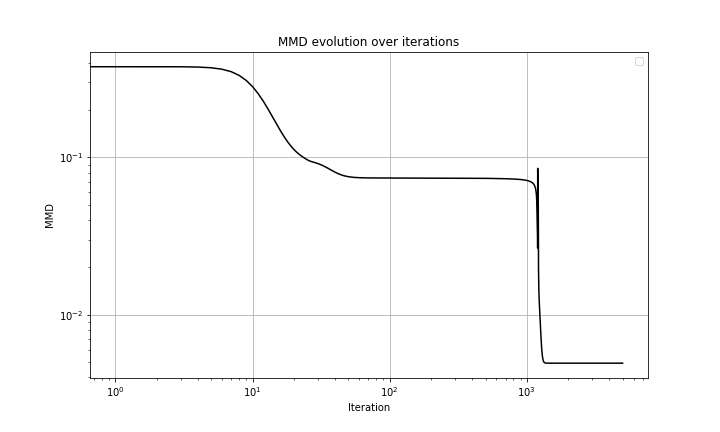 MMD evolution over iterations
MMD
10⁻¹
10⁻²
10⁰ 10¹ 10² 10³
Iteration